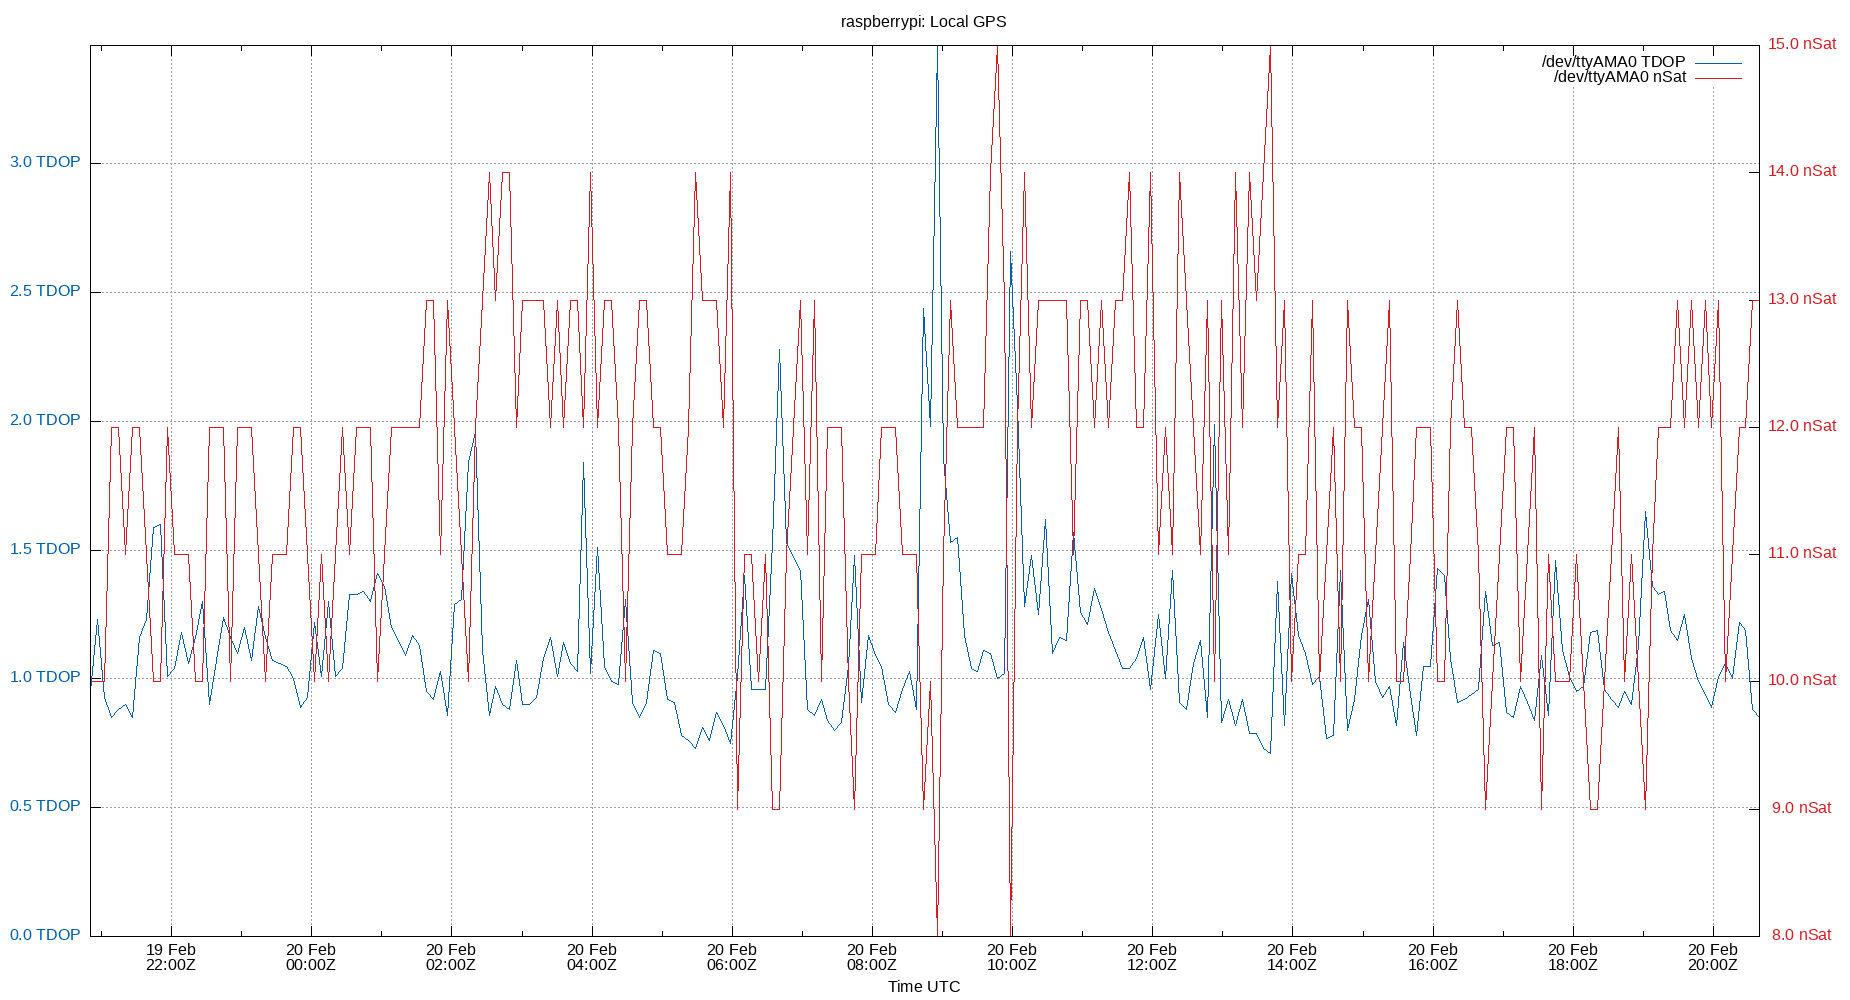 raspberrypi: Local GPS
/dev/ttyAMA0 TDOP
/dev/ttyAMA0 nSat
3.0 TDOP
2.5 TDOP
2.0 TDOP
1.5 TDOP
1.0 TDOP
0.5 TDOP
0.0 TDOP
15.0 nSat
14.0 nSat
13.0 nSat
12.0 nSat
11.0 nSat
10.0 nSat
9.0 nSat
8.0 nSat
19 Feb
22:00Z
20 Feb
00:00Z
20 Feb
02:00Z
20 Feb
04:00Z
20 Feb
06:00Z
20 Feb
08:00Z
20 Feb
10:00Z
20 Feb
12:00Z
20 Feb
14:00Z
20 Feb
16:00Z
20 Feb
18:00Z
20 Feb
20:00Z
Time UTC